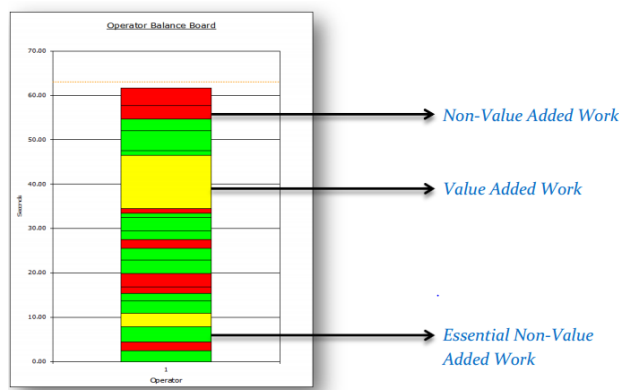 Operator Balance Board
70.00
60.00
50.00
40.00
30.00
20.00
10.00
0.00
Seconds
1
Operator
Non-Value Added Work
Value Added Work
Essential Non-Value
Added Work